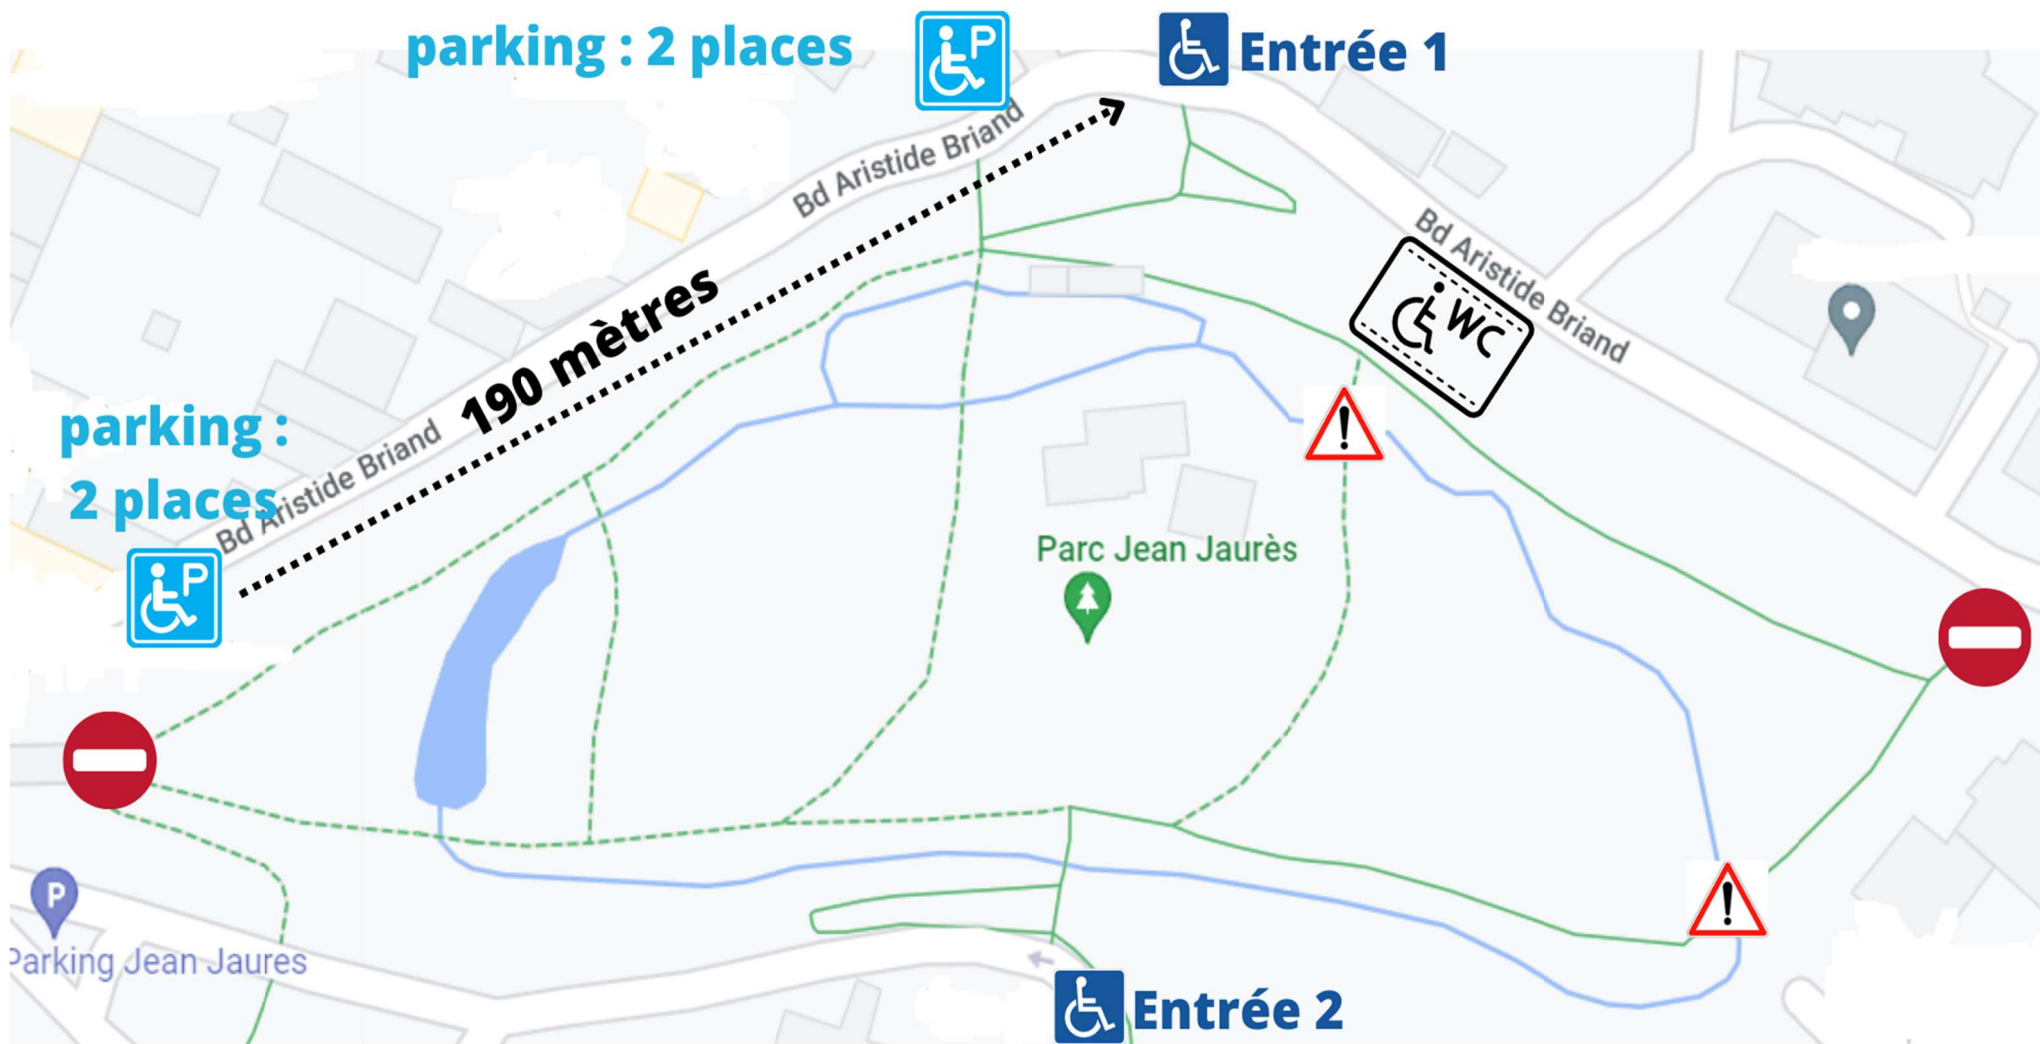 parking : 2 places
P
Entrée 1
Bd Aristide Briand
190 mètres
Bd Aristide Briand
WC
parking :
2 places
Bd Aristide Briand
P
!
Parc Jean Jaurès
P
Parking Jean Jaures
!
Entrée 2